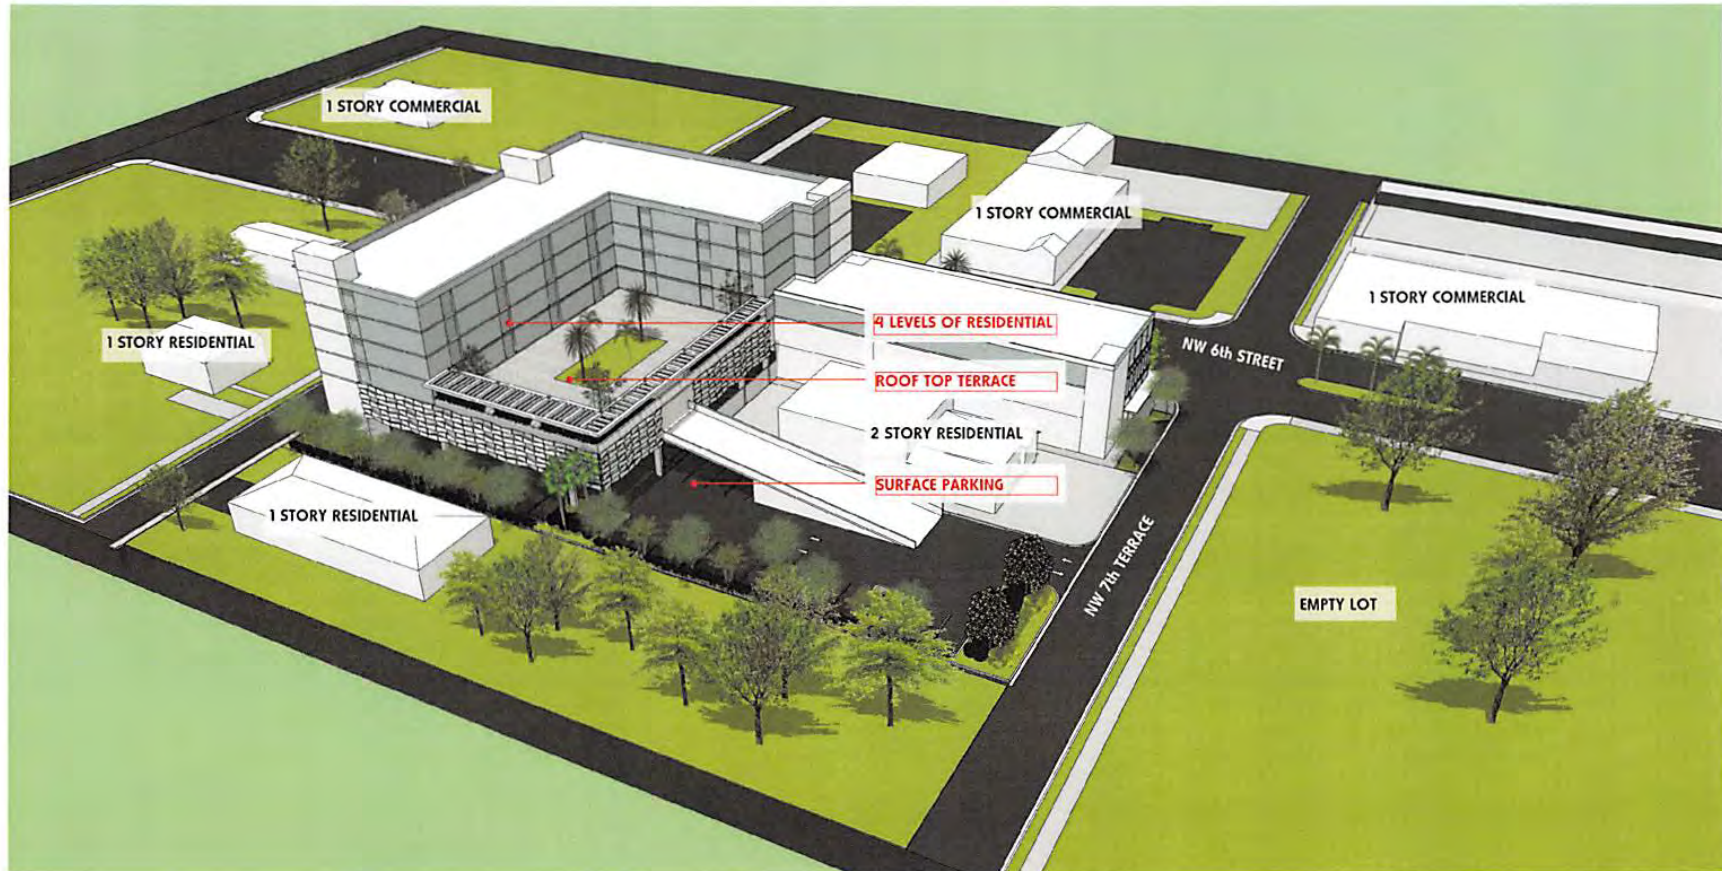 1 STORY COMMERCIAL
1 STORY COMMERCIAL
1 STORY COMMERCIAL
4 LEVELS OF RESIDENTIAL
1 STORY RESIDENTIAL
NW 6th STREET
ROOF TOP TERRACE
2 STORY RESIDENTIAL
SURFACE PARKING
1 STORY RESIDENTIAL
NW 7th TERRACE
EMPTY LOT